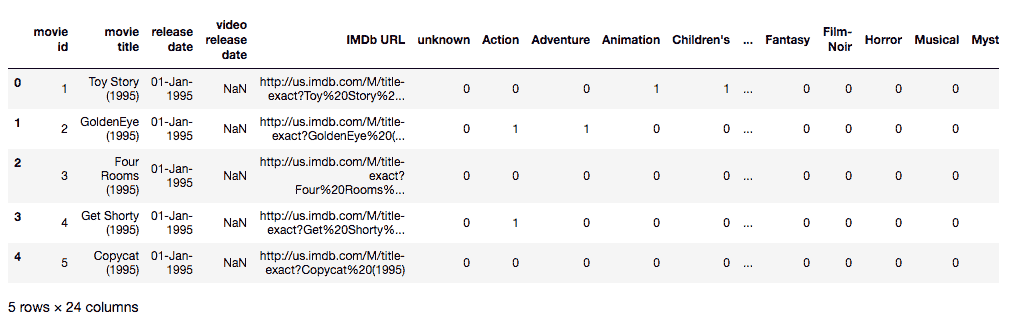 movie id movie title release date video release date IMDb URL unknown Action Adventure Animation Children's ... Fantasy Film-Noir Horror Musical Myst
0 1 Toy Story (1995) 01-Jan-1995 NaN http://us.imdb.com/M/title-exact?Toy%20Story%2... 0 0 0 1 1 ... 0 0 0 0
1 2 GoldenEye (1995) 01-Jan-1995 NaN http://us.imdb.com/M/title-exact?GoldenEye%20(... 0 1 1 0 0 ... 0 0 0 0
2 3 Four Rooms (1995) 01-Jan-1995 NaN http://us.imdb.com/M/title-exact?Four%20Rooms%... 0 0 0 0 0 ... 0 0 0 0
3 4 Get Shorty (1995) 01-Jan-1995 NaN http://us.imdb.com/M/title-exact?Get%20Shorty%... 0 1 0 0 0 ... 0 0 0 0
4 5 Copycat (1995) 01-Jan-1995 NaN http://us.imdb.com/M/title-exact?Copycat%20(1995) 0 0 0 0 0 ... 0 0 0 0
5 rows × 24 columns